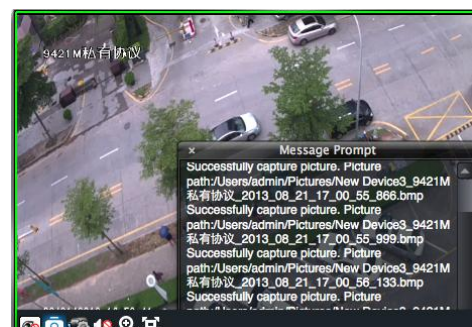 9421M私有协议
× Message Prompt
Successfully capture picture. Picture
path:/Users/admin/Pictures/New Device3_9421M
私有协议_2013_08_21_17_00_55_866.bmp
Successfully capture picture. Picture
path:/Users/admin/Pictures/New Device3_9421M
私有协议_2013_08_21_17_00_55_999.bmp
Successfully capture picture. Picture
path:/Users/admin/Pictures/New Device3_9421M
私有协议_2013_08_21_17_00_56_133.bmp
Successfully capture picture. Picture
path:/Users/admin/Pictures/New Device3_9421M